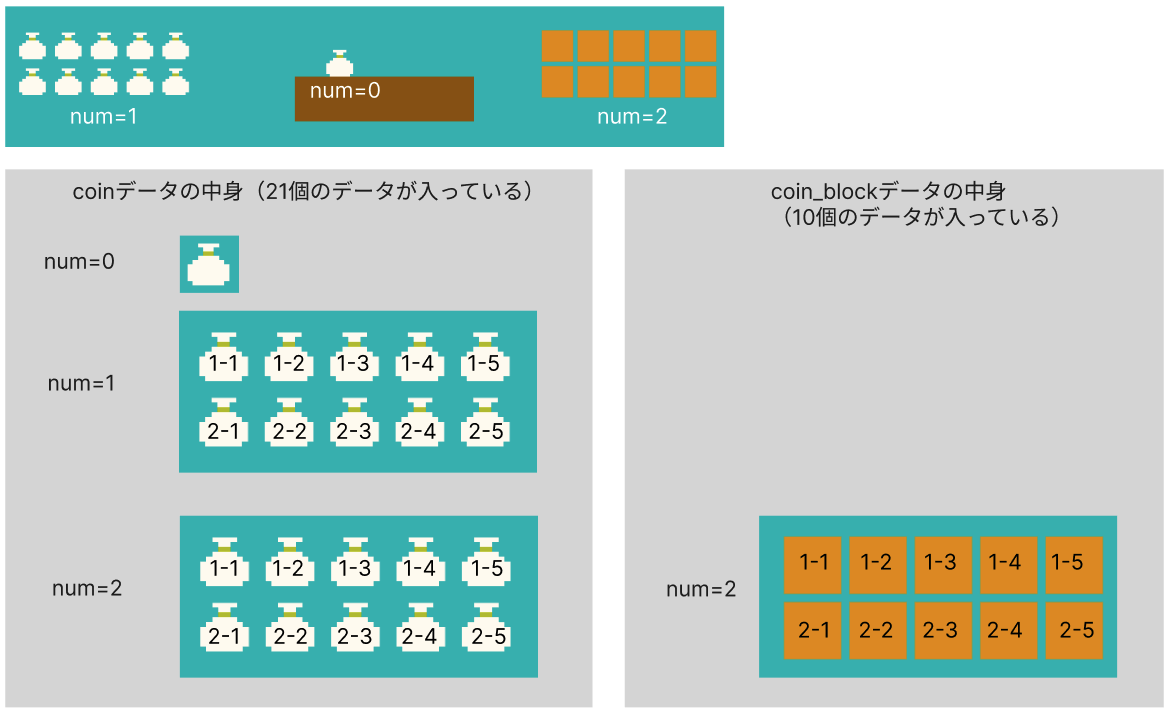 num=1
num=0
num=2
coinデータの中身（21個のデータが入っている）
num=0
num=1
1-1 1-2 1-3 1-4 1-5
2-1 2-2 2-3 2-4 2-5
num=2
1-1 1-2 1-3 1-4 1-5
2-1 2-2 2-3 2-4 2-5
coin_blockデータの中身
（10個のデータが入っている）
num=2
1-1 1-2 1-3 1-4 1-5
2-1 2-2 2-3 2-4 2-5